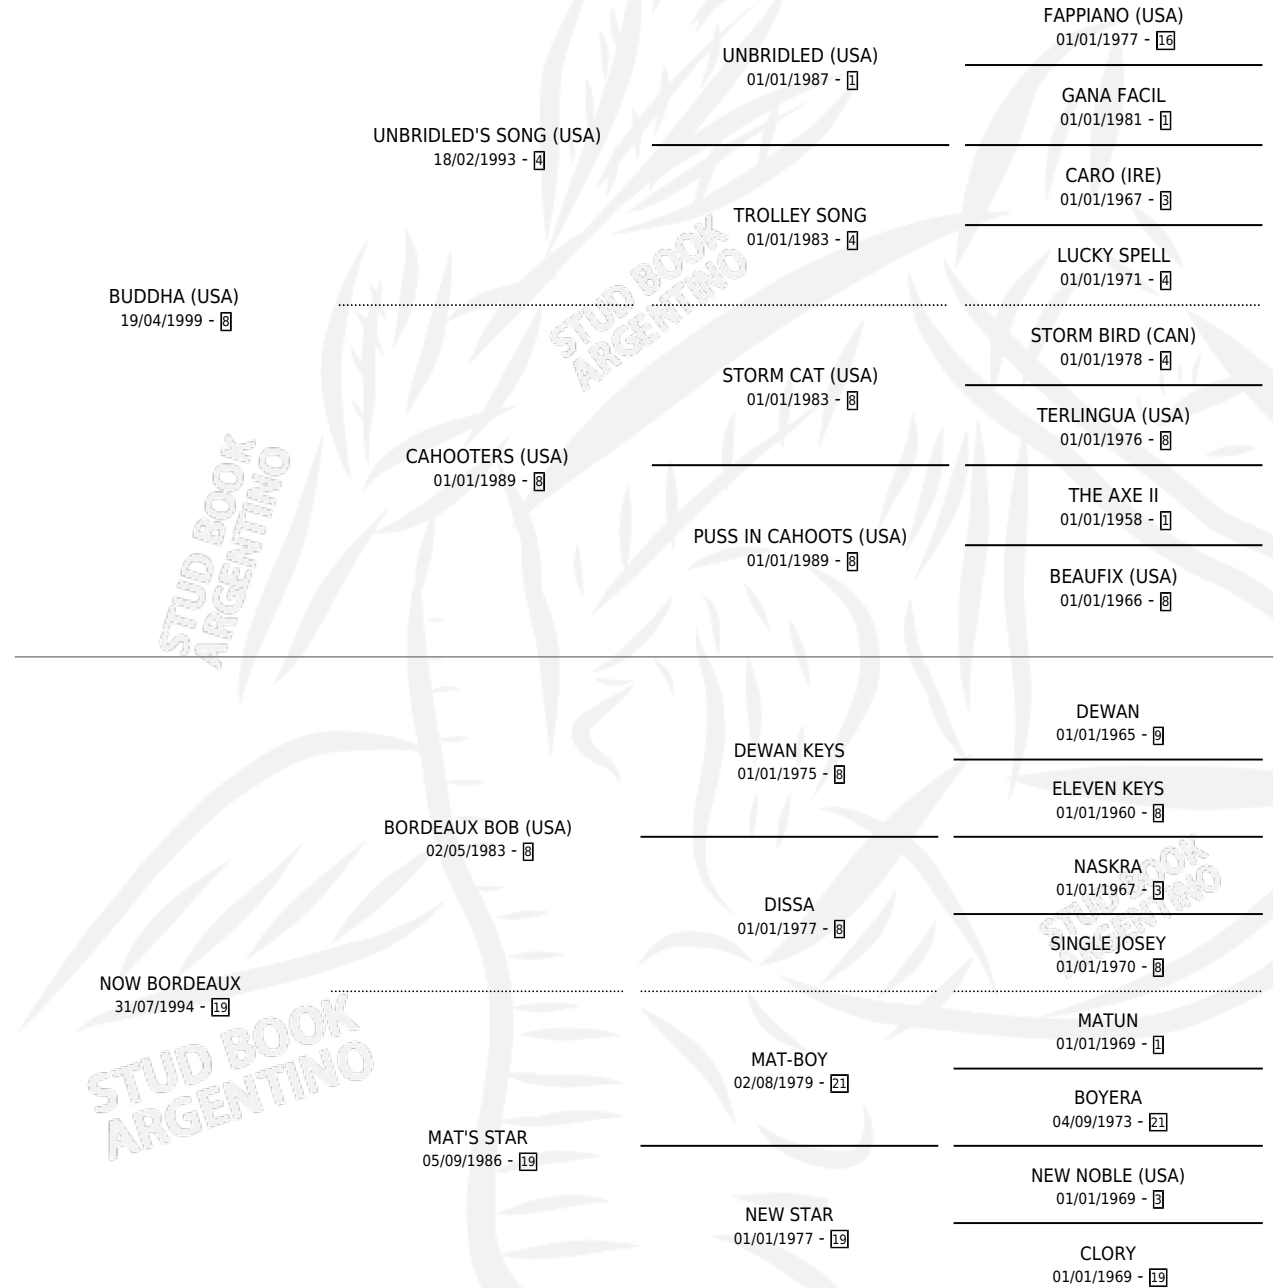 FAPPIANO (USA)
01/01/1977 - 16
UNBRIDLED (USA)
01/01/1987 - 1
GANA FACIL
01/01/1981 - 1
UNBRIDLED'S SONG (USA)
18/02/1993 - 4
CARO (IRE)
01/01/1967 - 3
TROLLEY SONG
01/01/1983 - 4
LUCKY SPELL
01/01/1971 - 4
BUDDHA (USA)
19/04/1999 - 8
STORM BIRD (CAN)
01/01/1978 - 4
STORM CAT (USA)
01/01/1983 - 8
TERLINGUA (USA)
01/01/1976 - 8
CAHOOTERS (USA)
01/01/1989 - 8
THE AXE II
01/01/1958 - 1
PUSS IN CAHOOTS (USA)
01/01/1989 - 8
BEAUFIX (USA)
01/01/1966 - 8
STUD BOOK
ARGENTINO
STUD BOOK
ARGENTINO
DEWAN
01/01/1965 - 9
DEWAN KEYS
01/01/1975 - 8
ELEVEN KEYS
01/01/1960 - 8
BORDEAUX BOB (USA)
02/05/1983 - 8
NASKRA
01/01/1967 - 3
DISSA
01/01/1977 - 8
SINGLE JOSEY
01/01/1970 - 8
NOW BORDEAUX
31/07/1994 - 19
MATUN
01/01/1969 - 1
MAT-BOY
02/08/1979 - 21
BOYERA
04/09/1973 - 21
MAT'S STAR
05/09/1986 - 19
NEW NOBLE (USA)
01/01/1969 - 3
NEW STAR
01/01/1977 - 19
CLORY
01/01/1969 - 19
STUD BOOK
ARGENTINO
STUD BOOK
ARGENTINO